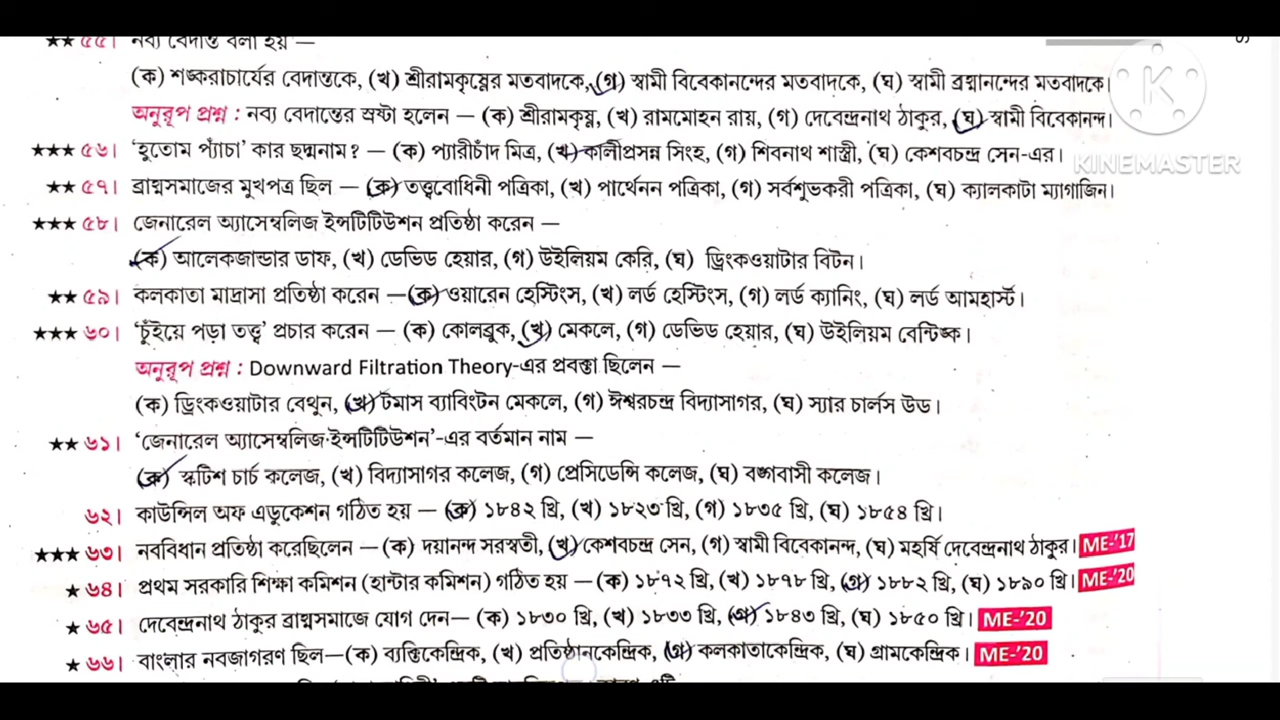 ★★ ৫৫। নব্য বেদান্ত বলা হয় —
(ক) শঙ্করাচার্যের বেদান্তকে, (খ) শ্রীরামকৃষ্ণের মতবাদকে, (গ) স্বামী বিবেকানন্দের মতবাদকে, (ঘ) স্বামী ব্রহ্মানন্দের মতবাদকে।
অনুরূপ প্রশ্ন : নব্য বেদান্তের স্রষ্টা হলেন — (ক) শ্রীরামকৃষ্ণ, (খ) রামমোহন রায়, (গ) দেবেন্দ্রনাথ ঠাকুর, (ঘ) স্বামী বিবেকানন্দ।
★★★ ৫৬। ‘হুতোম প্যাঁচা’ কার ছদ্মনাম? — (ক) প্যারীচাঁদ মিত্র, (খ) কালীপ্রসন্ন সিংহ, (গ) শিবনাথ শাস্ত্রী, (ঘ) কেশবচন্দ্র সেন-এর।
KINEMASTER
★★ ৫৭। ব্রাহ্মসমাজের মুখপত্র ছিল — (ক) তত্ত্ববোধিনী পত্রিকা, (খ) পার্থেনন পত্রিকা, (গ) সর্বশুভকরী পত্রিকা, (ঘ) ক্যালকাটা ম্যাগাজিন।
★★★ ৫৮। জেনারেল অ্যাসেম্বলিজ ইন্সটিটিউশন প্রতিষ্ঠা করেন —
(ক) আলেকজান্ডার ডাফ, (খ) ডেভিড হেয়ার, (গ) উইলিয়ম কেরি, (ঘ) ড্রিংকওয়াটার বিটন।
★★ ৫৯। কলকাতা মাদ্রাসা প্রতিষ্ঠা করেন — (ক) ওয়ারেন হেস্টিংস, (খ) লর্ড হেস্টিংস, (গ) লর্ড ক্যানিং, (ঘ) লর্ড আমহার্স্ট।
★★★ ৬০। ‘চুঁইয়ে পড়া তত্ত্ব’ প্রচার করেন — (ক) কোলব্রুক, (খ) মেকলে, (গ) ডেভিড হেয়ার, (ঘ) উইলিয়ম বেন্টিঙ্ক।
অনুরূপ প্রশ্ন : Downward Filtration Theory-এর প্রবক্তা ছিলেন —
(ক) ড্রিংকওয়াটার বেথুন, (খ) টমাস ব্যাবিংটন মেকলে, (গ) ঈশ্বরচন্দ্র বিদ্যাসাগর, (ঘ) স্যার চার্লস উড।
★★ ৬১। ‘জেনারেল অ্যাসেম্বলিজ ইন্সটিটিউশন’-এর বর্তমান নাম —
(ক) স্কটিশ চার্চ কলেজ, (খ) বিদ্যাসাগর কলেজ, (গ) প্রেসিডেন্সি কলেজ, (ঘ) বঙ্গবাসী কলেজ।
৬২। কাউন্সিল অফ এডুকেশন গঠিত হয় — (ক) ১৮৪২ খ্রি, (খ) ১৮২৩ খ্রি, (গ) ১৮৩৫ খ্রি, (ঘ) ১৮৫৪ খ্রি।
★★★ ৬৩। নববিধান প্রতিষ্ঠা করেছিলেন — (ক) দয়ানন্দ সরস্বতী, (খ) কেশবচন্দ্র সেন, (গ) স্বামী বিবেকানন্দ, (ঘ) মহর্ষি দেবেন্দ্রনাথ ঠাকুর। ME-'17
★ ৬৪। প্রথম সরকারি শিক্ষা কমিশন (হান্টার কমিশন) গঠিত হয় — (ক) ১৮৭২ খ্রি, (খ) ১৮৭৮ খ্রি, (গ) ১৮৮২ খ্রি, (ঘ) ১৮৯০ খ্রি। ME-'20
★ ৬৫। দেবেন্দ্রনাথ ঠাকুর ব্রাহ্মসমাজে যোগ দেন— (ক) ১৮৩০ খ্রি, (খ) ১৮৩৩ খ্রি, (গ) ১৮৪৩ খ্রি, (ঘ) ১৮৫০ খ্রি। ME-'20
★ ৬৬। বাংলার নবজাগরণ ছিল—(ক) ব্যক্তিকেন্দ্রিক, (খ) প্রতিষ্ঠানকেন্দ্রিক, (গ) কলকাতাকেন্দ্রিক, (ঘ) গ্রামকেন্দ্রিক। ME-'20